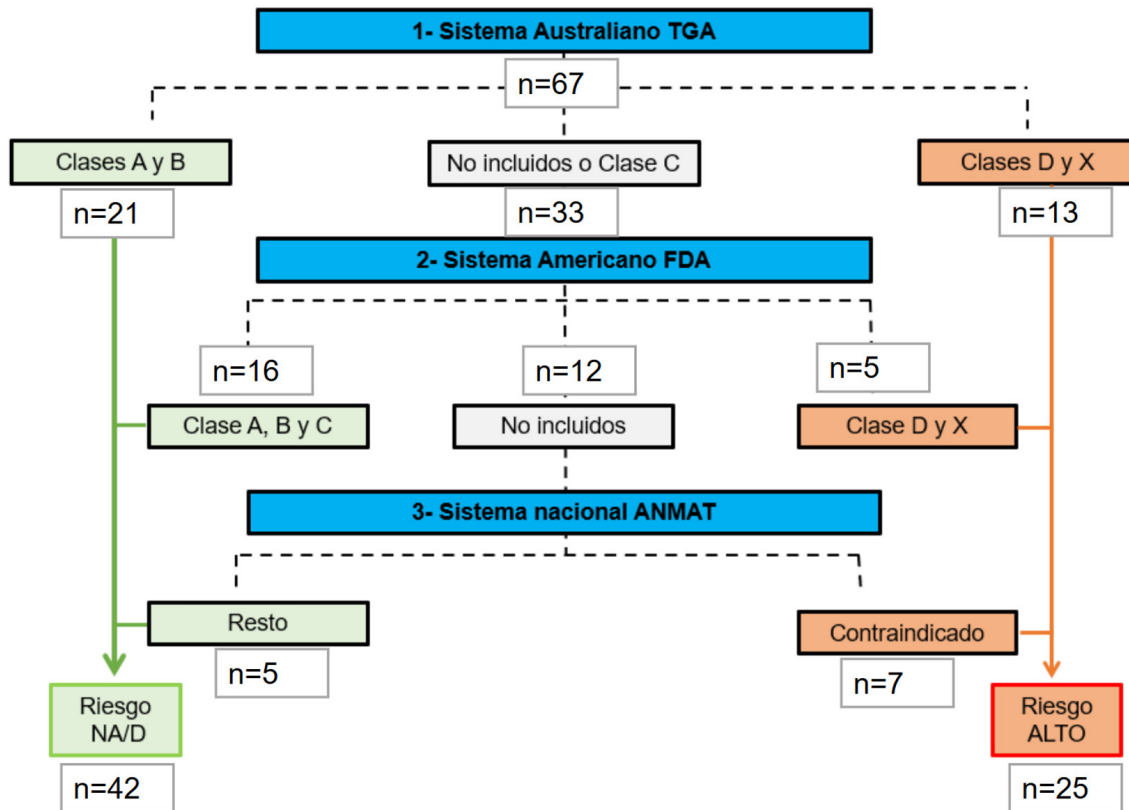 1- Sistema Australiano TGA
n=67
Clases A y B
No incluidos o Clase C
Clases D y X
n=21
n=33
n=13
2- Sistema Americano FDA
n=16
n=12
n=5
Clase A, B y C
No incluidos
Clase D y X
3- Sistema nacional ANMAT
Resto
Contraindicado
n=5
n=7
Riesgo
NA/D
Riesgo
ALTO
n=42
n=25